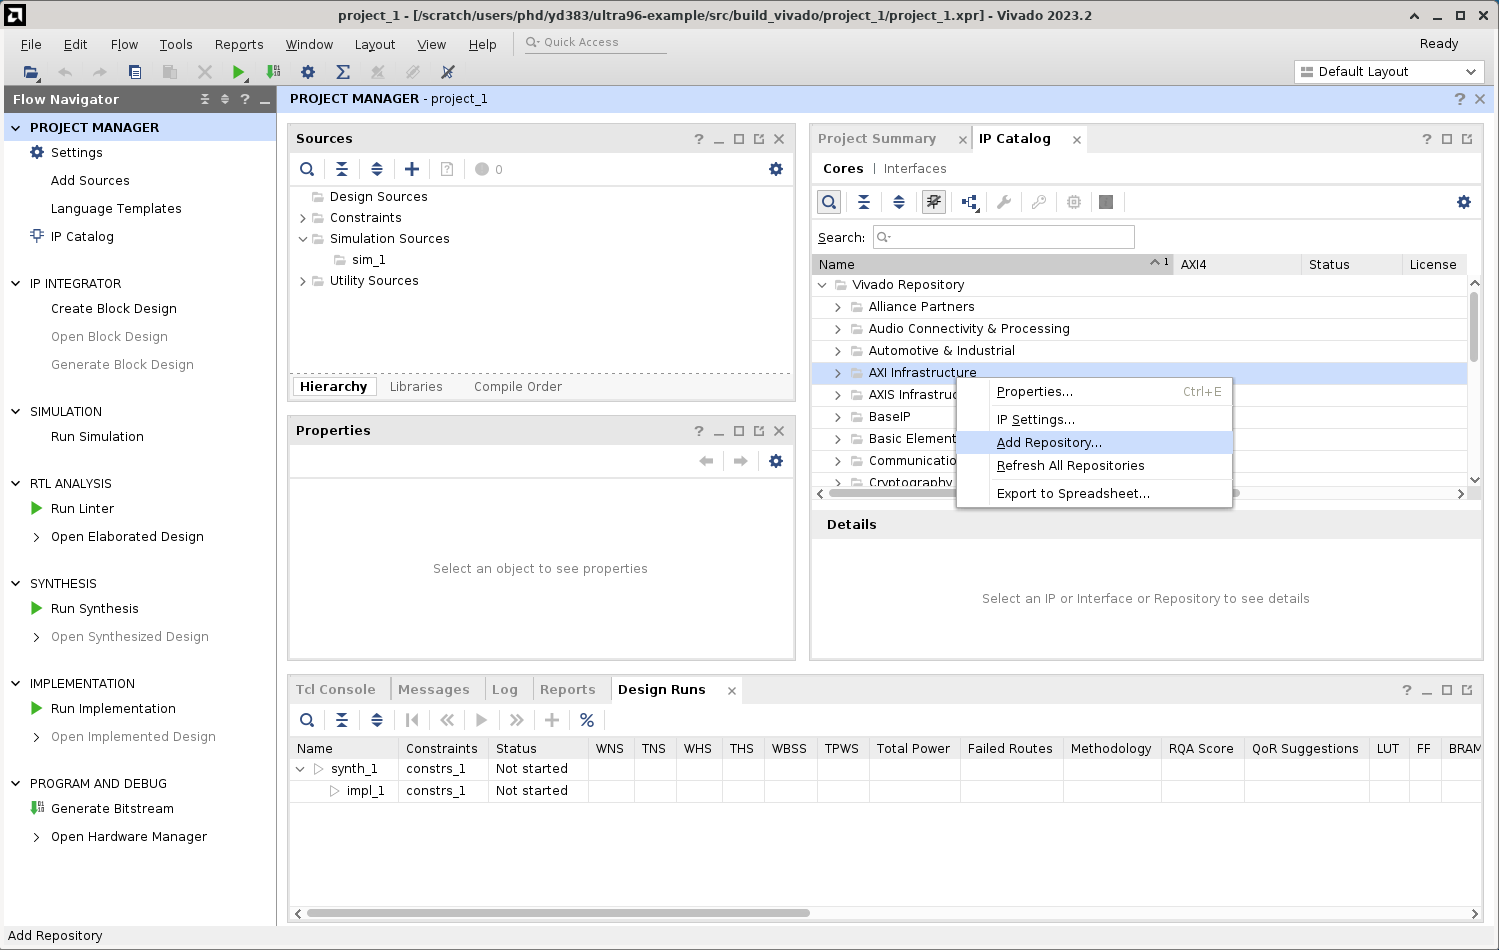 project_1 - [/scratch/users/phd/yd383/ultra96-example/src/build_vivado/project_1/project_1.xpr] - Vivado 2023.2
File Edit Flow Tools Reports Window Layout View Help Quick Access Ready
Default Layout
Flow Navigator
PROJECT MANAGER
Settings
Add Sources
Language Templates
IP Catalog
IP INTEGRATOR
Create Block Design
Open Block Design
Generate Block Design
SIMULATION
Run Simulation
RTL ANALYSIS
Run Linter
Open Elaborated Design
SYNTHESIS
Run Synthesis
Open Synthesized Design
IMPLEMENTATION
Run Implementation
Open Implemented Design
PROGRAM AND DEBUG
Generate Bitstream
Open Hardware Manager
PROJECT MANAGER - project_1
Sources
0
Design Sources
Constraints
Simulation Sources
sim_1
Utility Sources
Hierarchy Libraries Compile Order
Properties
Select an object to see properties
Project Summary IP Catalog
Cores | Interfaces
Search:
Name 1 AXI4 Status License
Vivado Repository
Alliance Partners
Audio Connectivity & Processing
Automotive & Industrial
AXI Infrastructure
AXIS Infrastruc
BaseIP
Basic Element
Communicatio
Cryptography
Properties... Ctrl+E
IP Settings...
Add Repository...
Refresh All Repositories
Export to Spreadsheet...
Details
Select an IP or Interface or Repository to see details
Tcl Console Messages Log Reports Design Runs
Name Constraints Status WNS TNS WHS THS WBSS TPWS Total Power Failed Routes Methodology RQA Score QoR Suggestions LUT FF BRAM
synth_1 constrs_1 Not started
impl_1 constrs_1 Not started
Add Repository